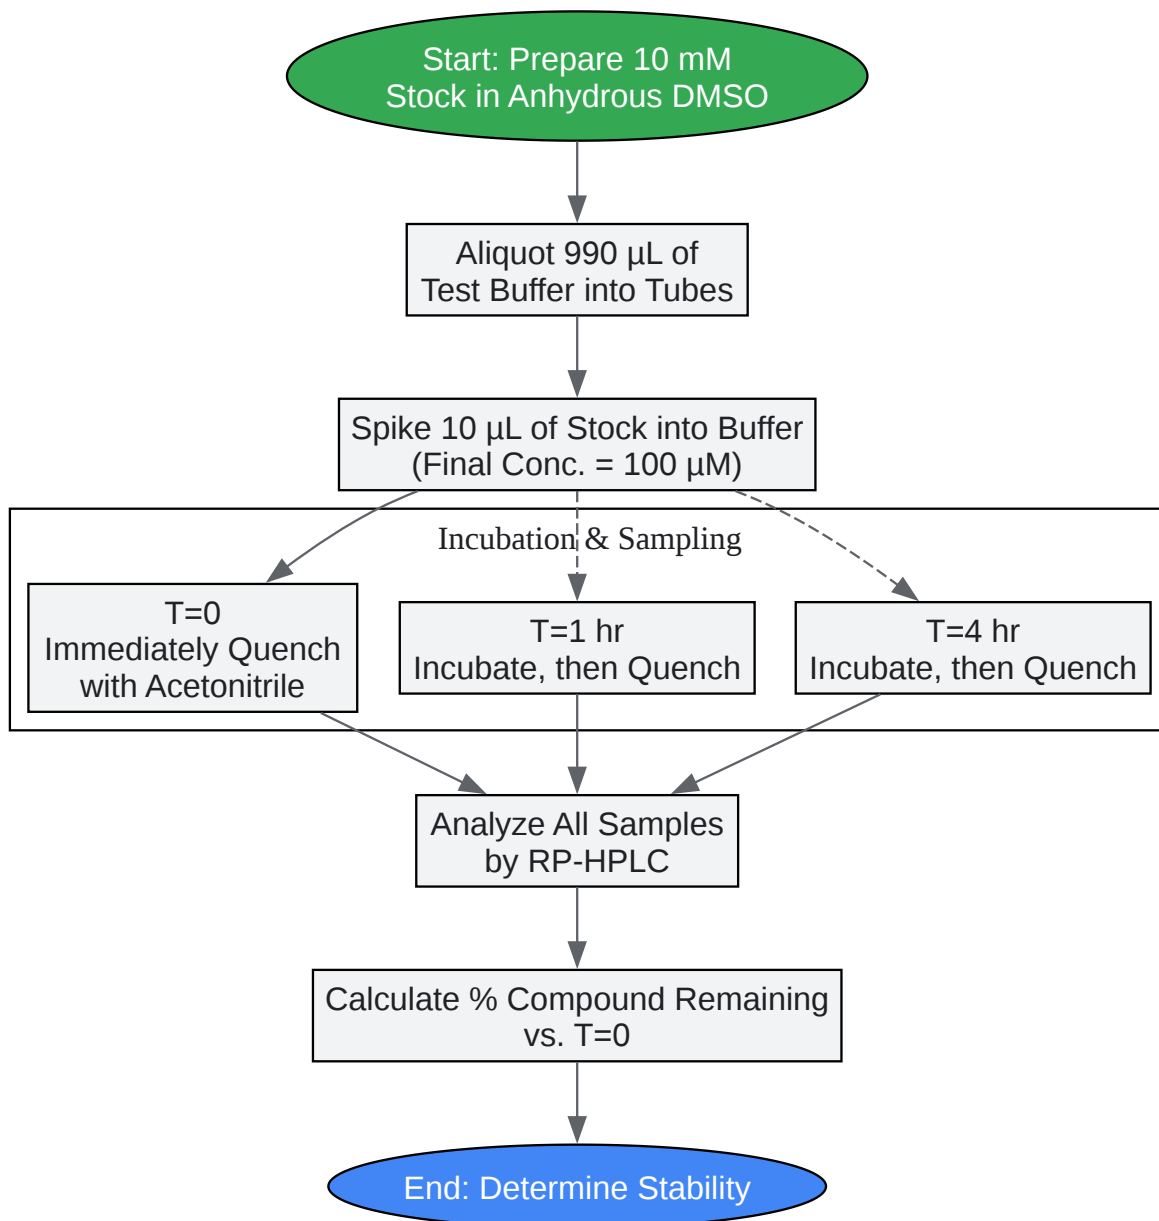 Start: Prepare 10 mM
Stock in Anhydrous DMSO
Aliquot 990 µL of
Test Buffer into Tubes
Spike 10 µL of Stock into Buffer
(Final Conc. = 100 µM)
Incubation & Sampling
T=0
Immediately Quench
with Acetonitrile
T=1 hr
Incubate, then Quench
T=4 hr
Incubate, then Quench
Analyze All Samples
by RP-HPLC
Calculate % Compound Remaining
vs. T=0
End: Determine Stability